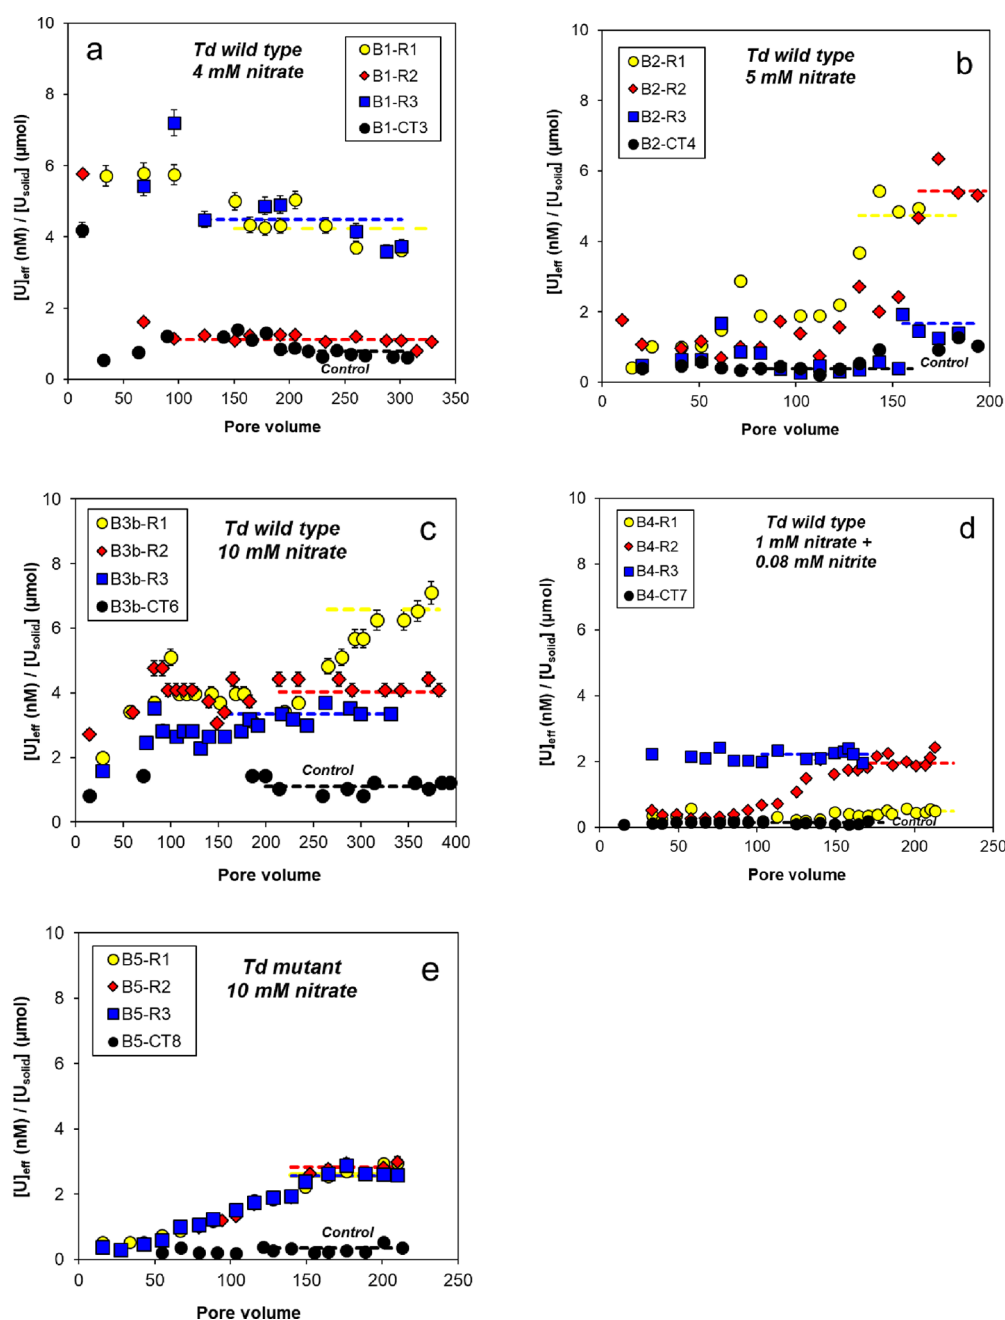 a
Td wild type
4 mM nitrate
B1-R1
B1-R2
B1-R3
B1-CT3
Control
[U]eff (nM) / [Usolid] (μmol)
10
8
6
4
2
0
0 50 100 150 200 250 300 350
Pore volume
b
Td wild type
5 mM nitrate
B2-R1
B2-R2
B2-R3
B2-CT4
Control
[U]eff (nM) / [Usolid] (μmol)
10
8
6
4
2
0
0 50 100 150 200
Pore volume
c
Td wild type
10 mM nitrate
B3b-R1
B3b-R2
B3b-R3
B3b-CT6
Control
[U]eff (nM) / [Usolid] (μmol)
10
8
6
4
2
0
0 50 100 150 200 250 300 350 400
Pore volume
d
Td wild type
1 mM nitrate +
0.08 mM nitrite
B4-R1
B4-R2
B4-R3
B4-CT7
Control
[U]eff (nM) / [Usolid] (μmol)
10
8
6
4
2
0
0 50 100 150 200 250
Pore volume
e
Td mutant
10 mM nitrate
B5-R1
B5-R2
B5-R3
B5-CT8
Control
[U]eff (nM) / [Usolid] (μmol)
10
8
6
4
2
0
0 50 100 150 200 250
Pore volume